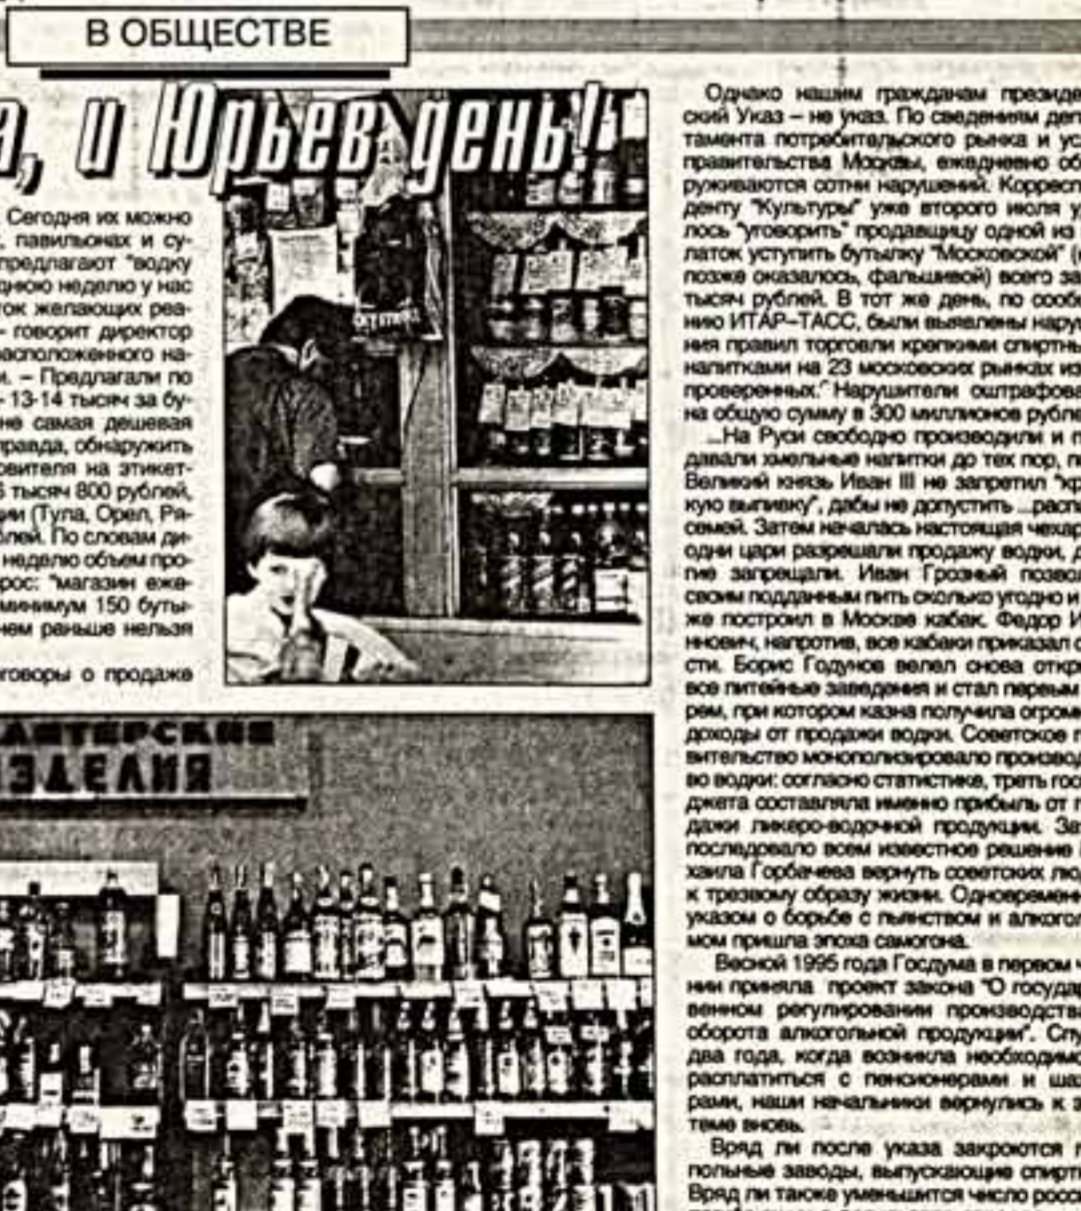 В ОБЩЕСТВЕ
а, и Юрьев день!
Сегодня их можно
, павильонах и су-
предлагают "водку
днюю неделю у нас
ток желающих реа-
– говорит директор
расположенного на-
и. – Предлагали по
- 13-14 тысяч за бу-
не самая дешевая
правда, обнаружить
овителя на этикет-
6 тысяч 800 рублей,
ции (Тула, Орел, Ря-
блей. По словам ди-
неделю объем про-
рос: "магазин еже-
минимум 150 буты-
чем раньше нельзя
говоры о продаже
ИЗДЕЛИЯ
Однако нашим гражданам президе
ский Указ – не указ. По сведениям деп
тамента потребительского рынка и ус
правительства Москвы, ежедневно об
руживаются сотни нарушений. Корресп
денту "Культуры" уже второго июля у
лось "уговорить" продавщицу одной из
латок уступить бутылку "Московской" (
позже оказалось, фальшивой) всего за
тысяч рублей. В тот же день, по сооб
нию ИТАР–ТАСС, были выявлены нару
ния правил торговли крепкими спиртны
напитками на 23 московских рынках из
проверенных." Нарушители оштрафова
на общую сумму в 300 миллионов рубле
...На Руси свободно производили и п
давали хмельные напитки до тех пор, п
Великий князь Иван III не запретил "кр
кую выпивку", дабы не допустить ...расп
семей. Затем началась настоящая чехар
одни цари разрешали продажу водки, д
гие запрещали. Иван Грозный позво
своим подданным пить сколько угодно и
же построил в Москве кабак. Федор И
ннович, напротив, все кабаки приказал с
сти. Борис Годунов велел снова откр
все питейные заведения и стал первым
рем, при котором казна получила огром
доходы от продажи водки. Советское п
вительство монополизировало производ
во водки: согласно статистике, треть гос
джета составляла именно прибыль от п
дажи ликеро-водочной продукции. За
последовало всем известное решение
хаила Горбачева вернуть советских лю
к трезвому образу жизни. Одновременн
указом о борьбе с пьянством и алкогол
мом пришла эпоха самогона.
Весной 1995 года Госдума в первом ч
нии приняла проект закона "О государ
венном регулировании производства
оборота алкогольной продукции". Спу
два года, когда возникла необходимо
расплатиться с пенсионерами и шах
рами, наши начальники вернулись к э
теме вновь.
Вряд ли после указа закроются п
польные заводы, выпускающие спиртн
Вряд ли также уменьшится число росс